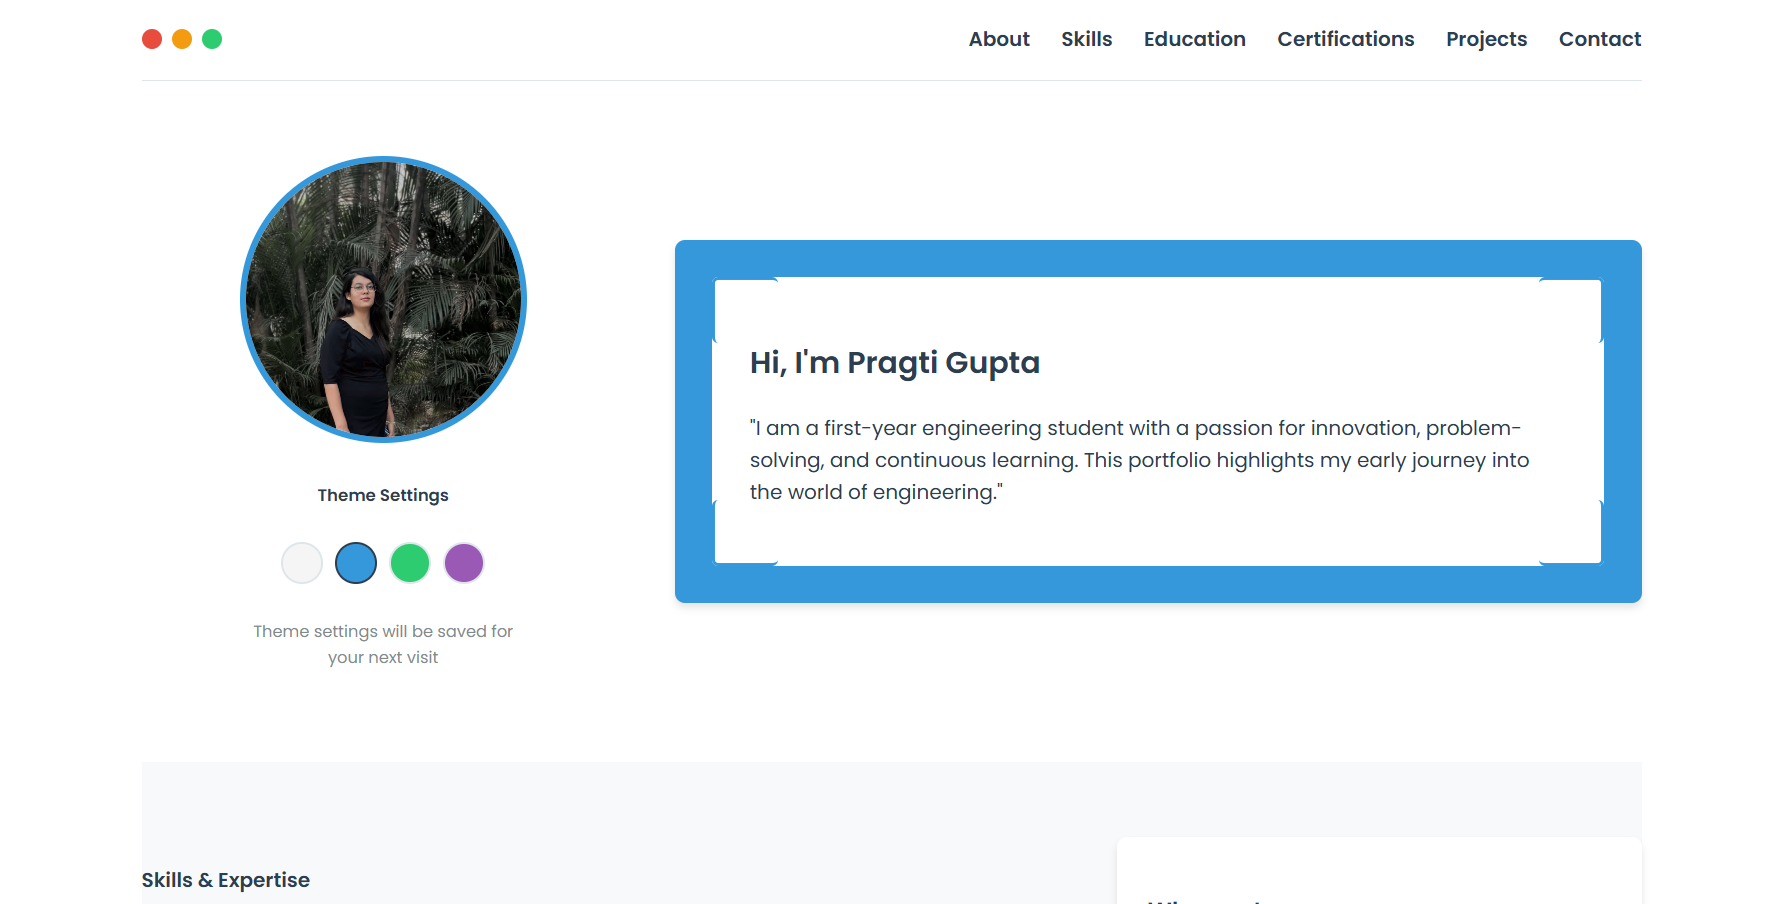 About Skills Education Certifications Projects Contact
Hi, I'm Pragti Gupta
"I am a first-year engineering student with a passion for innovation, problem-
solving, and continuous learning. This portfolio highlights my early journey into
the world of engineering."
Theme Settings
Theme settings will be saved for
your next visit
Skills & Expertise